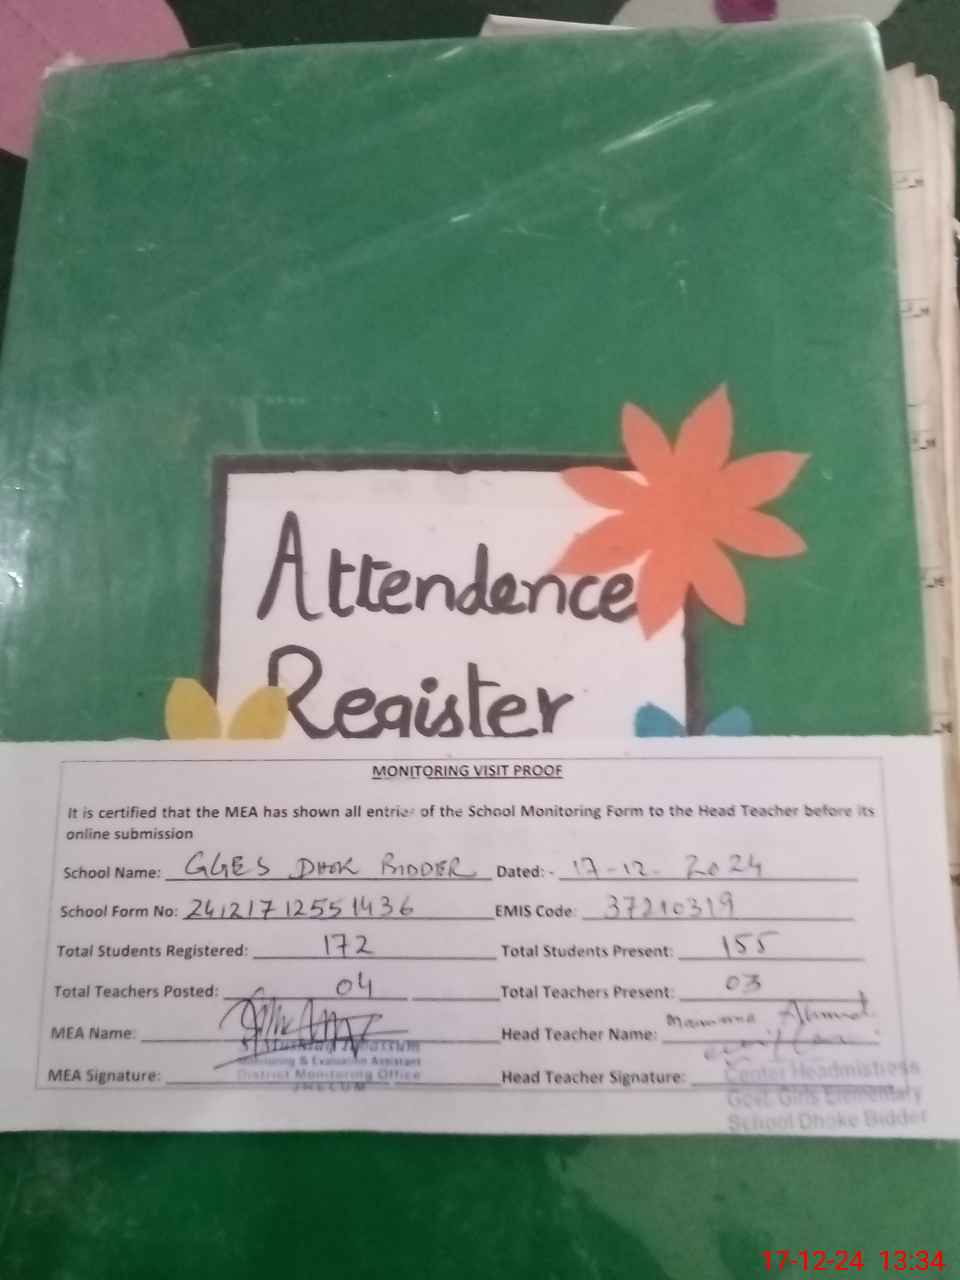 Attendence
Register
MONITORING VISIT PROOF
It is certified that the MEA has shown all entries of the School Monitoring Form to the Head Teacher before its
online submission
School Name: GGES DHOK BIDDER Dated: - 17-12-2024
School Form No: 24121712551436 EMIS Code: 37210319
Total Students Registered: 172 Total Students Present: 155
Total Teachers Posted: 04 Total Teachers Present: 03
MEA Name: Head Teacher Name: Ahmed
Monitoring & Evaluation Assistant
MEA Signature: District Monitoring Office Head Teacher Signature: Center Headmistress
JHELUM Govt. Girls Elementary
School Dhoke Bidder
17-12-24 13:34